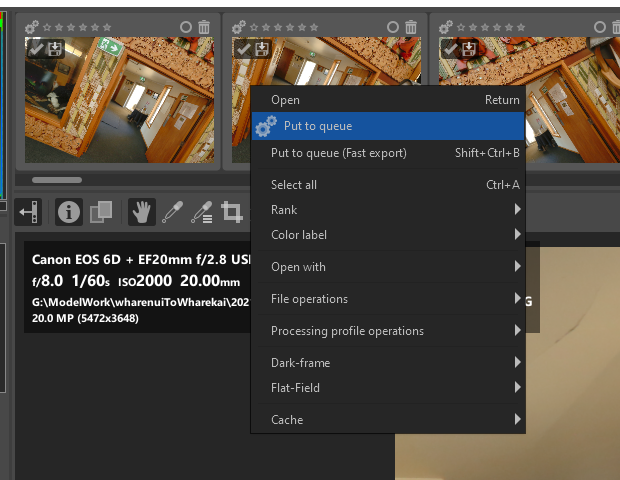 Open Return
Put to queue
Put to queue (Fast export) Shift+Ctrl+B
Select all Ctrl+A
Rank
Color label
Open with
File operations
Processing profile operations
Dark-frame
Flat-Field
Cache
Canon EOS 6D + EF20mm f/2.8 USI
f/8.0 1/60s ISO2000 20.00mm
G:\ModelWork\wharenuiToWharekai\202 G
20.0 MP (5472x3648)